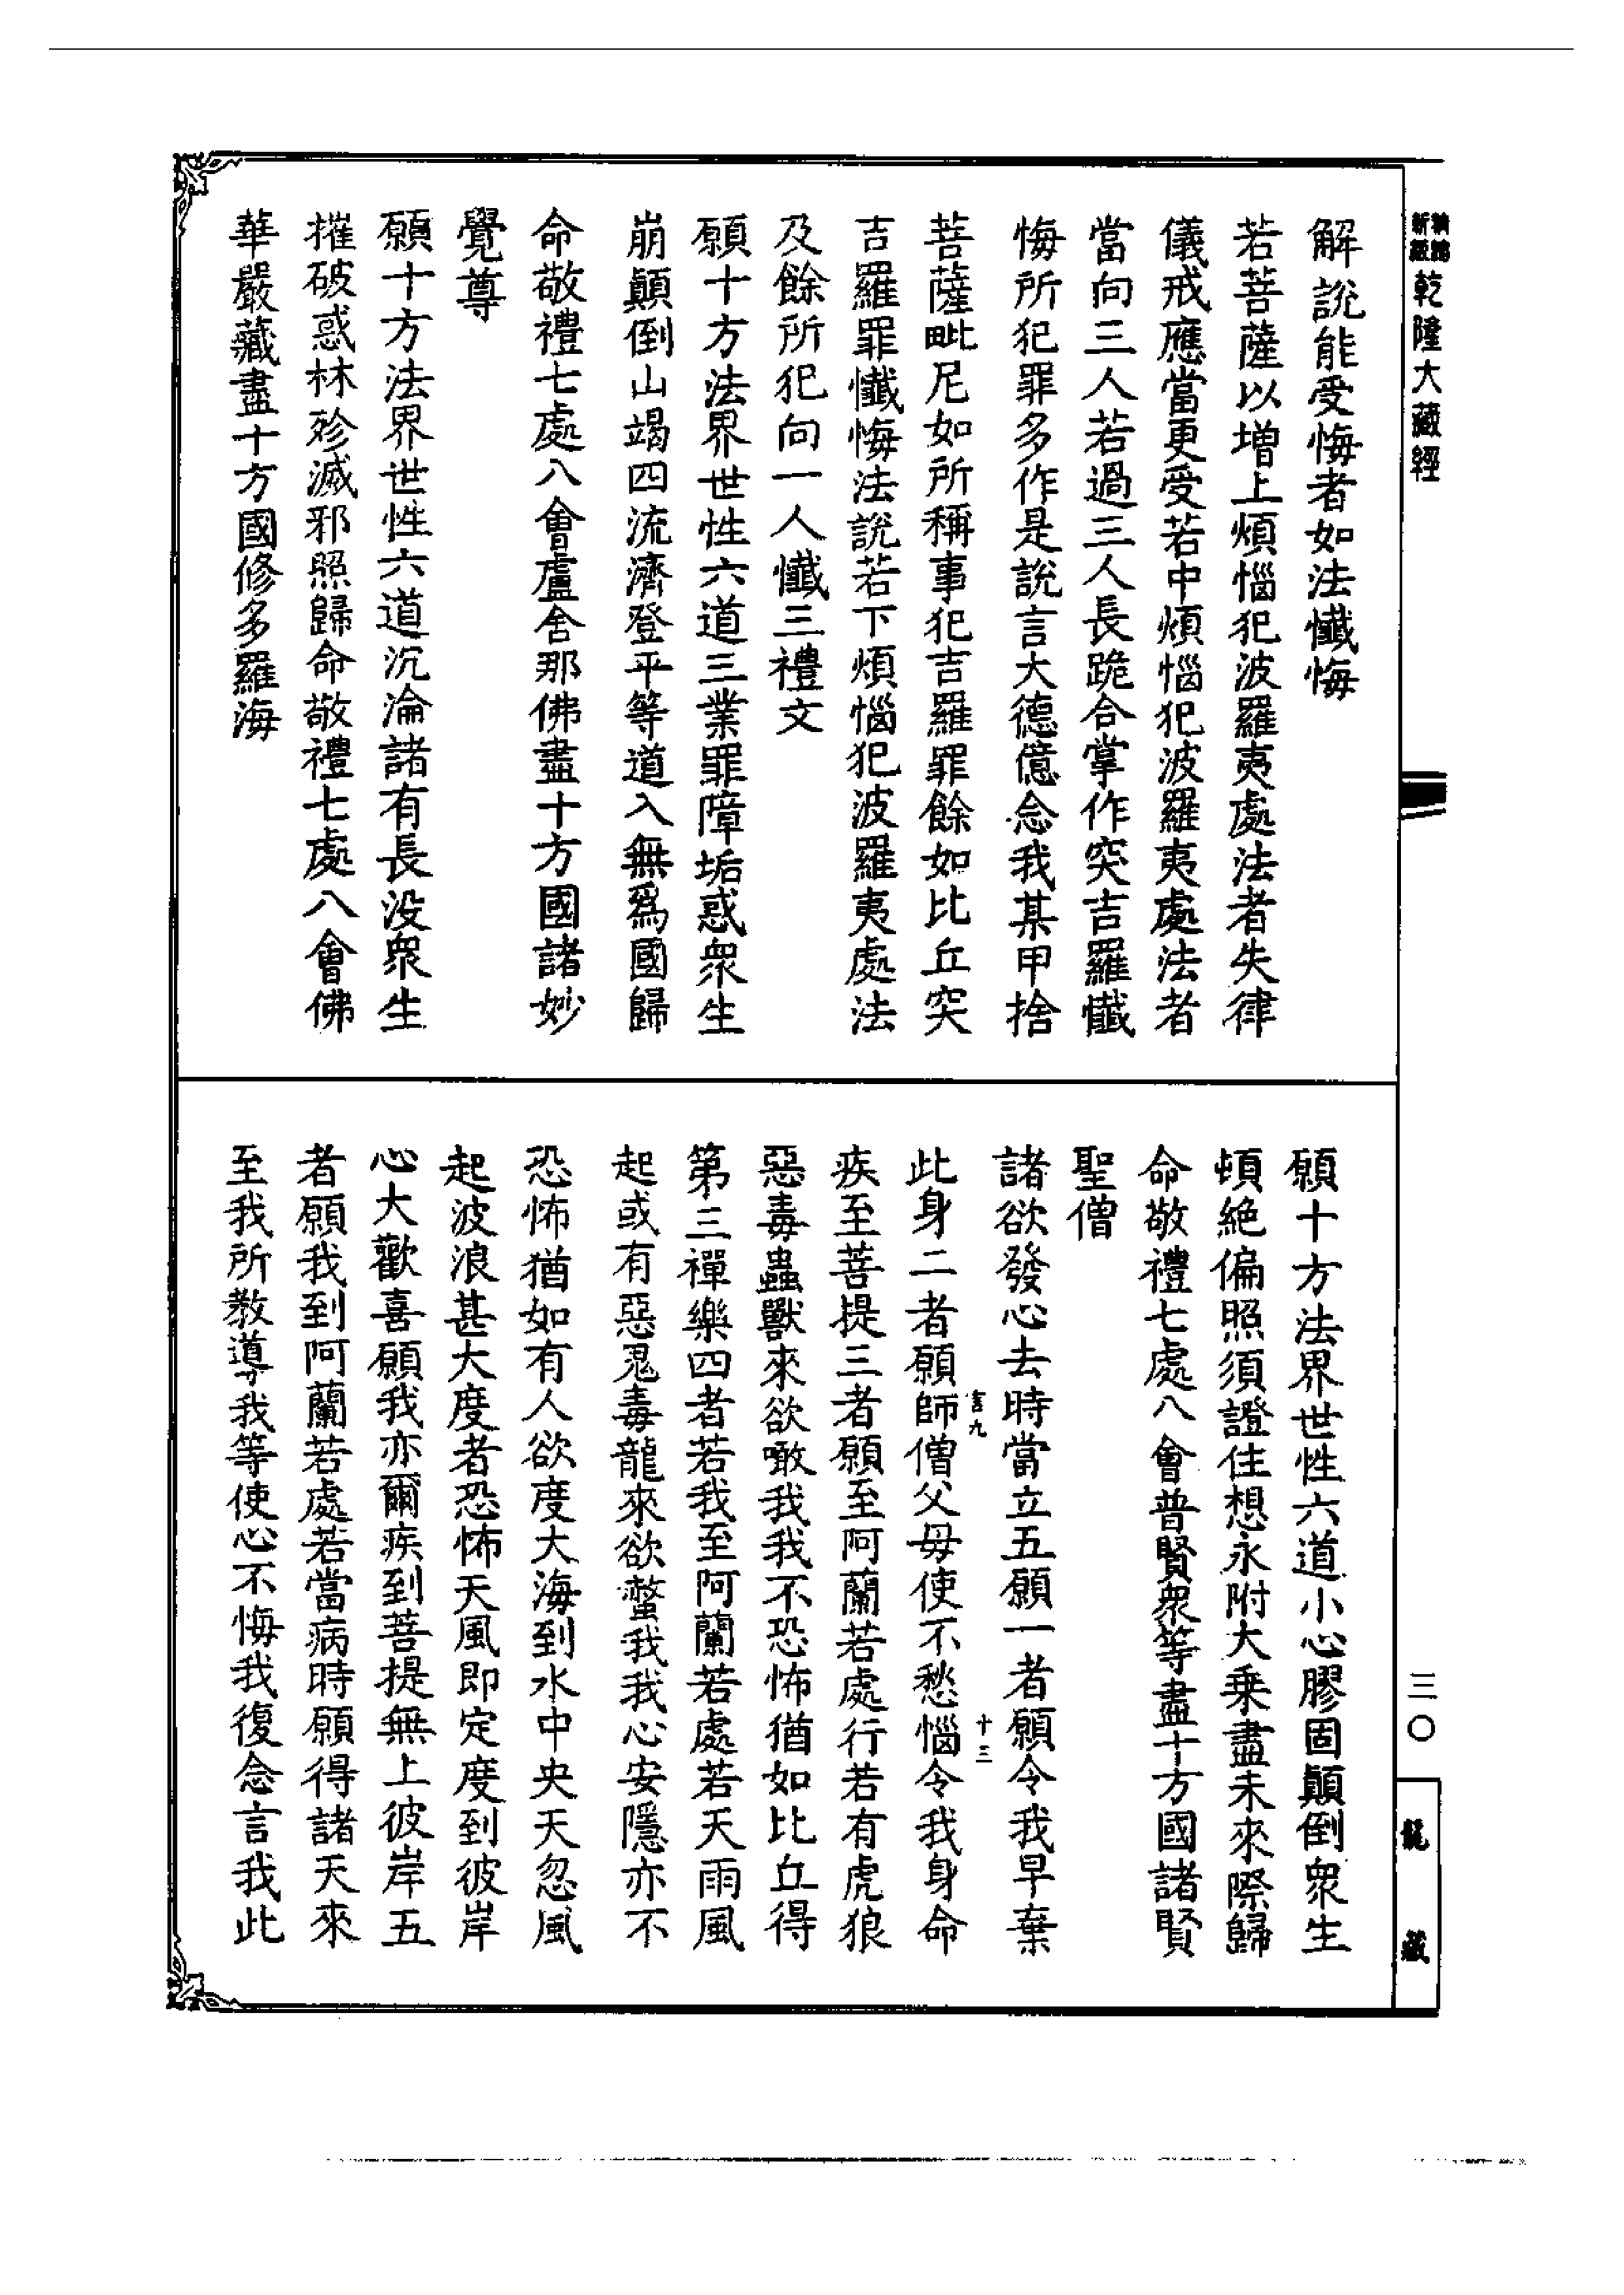 乾隆大藏經
解說能受悔者如法懺悔
若菩薩以增上煩惱犯波羅夷處法者失律
儀戒應當更受若中煩惱犯波羅夷處法者
當向三人若過三人長跪合掌作突吉羅懺
悔所犯罪多作是說言大德憶念我某甲捨
菩薩毗尼如所稱事犯吉羅罪餘如比丘突
吉羅罪懺悔法說若下煩惱犯波羅夷處法
及餘所犯向一人懺三禮文
願十方法界世性六道三業罪障垢惑衆生
崩顛倒山竭四流濟登平等道入無爲國歸
命敬禮七處八會盧舍那佛盡十方國諸妙
覺尊
願十方法界世性六道沉淪諸有長没衆生
摧破惑林殄滅邪照歸命敬禮七處八會佛
華嚴藏盡十方國修多羅海
願十方法界世性六道小心膠固顛倒衆生
頓絶偏照須證住想永附大乗盡未來際歸
命敬禮七處八會普賢衆等盡十方國諸賢
聖僧
諸欲發心去時當立五願一者願令我早棄
此身二者願師僧父母使不愁惱令我身命
疾至菩提三者願至阿蘭若處行若有虎狼
惡毒蟲獸來欲噉我我不恐怖猶如比丘得
第三禪樂四者若我至阿蘭若處若天雨風
起或有惡鬼毒龍來欲螫我我心安隱亦不
恐怖猶如有人欲度大海到水中央天忽風
起波浪甚大度者恐怖天風即定度到彼岸
心大歡喜願我亦爾疾到菩提無上彼岸五
者願我到阿蘭若處若當病時願得諸天來
至我所教導我等使心不悔我復念言我此
九
十三
三〇
龍藏